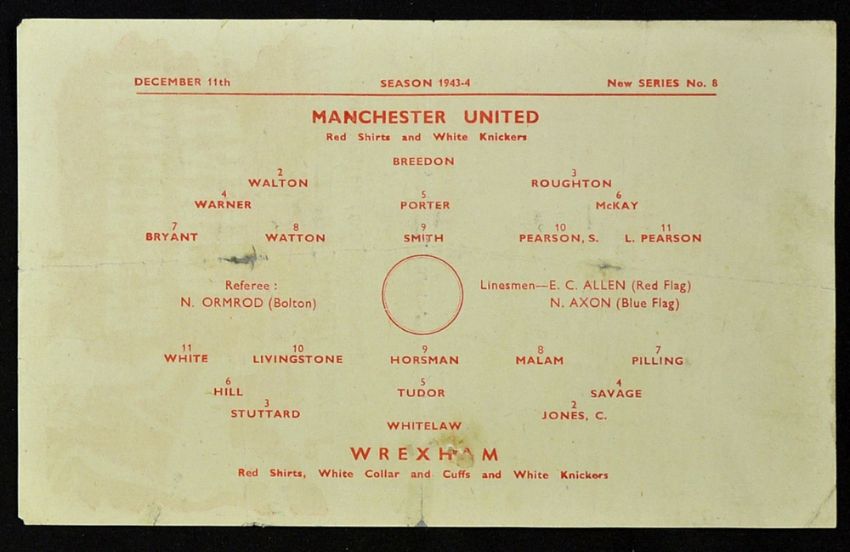 DECEMBER 11th SEASON 1943-4 New SERIES No. 8
MANCHESTER UNITED
Red Shirts and White Knickers
BREEDON
2 3
WALTON ROUGHTON
4 5 6
WARNER PORTER McKAY
7 8 9 10 11
BRYANT WATTON SMITH PEARSON, S. L. PEARSON
Referee : Linesmen—E. C. ALLEN (Red Flag)
N. ORMROD (Bolton) N. AXON (Blue Flag)
11 10 9 8 7
WHITE LIVINGSTONE HORSMAN MALAM PILLING
6 5 4
HILL TUDOR SAVAGE
3 2
STUTTARD JONES, C.
WHITELAW
WREXHAM
Red Shirts, White Collar and Cuffs and White Knickers